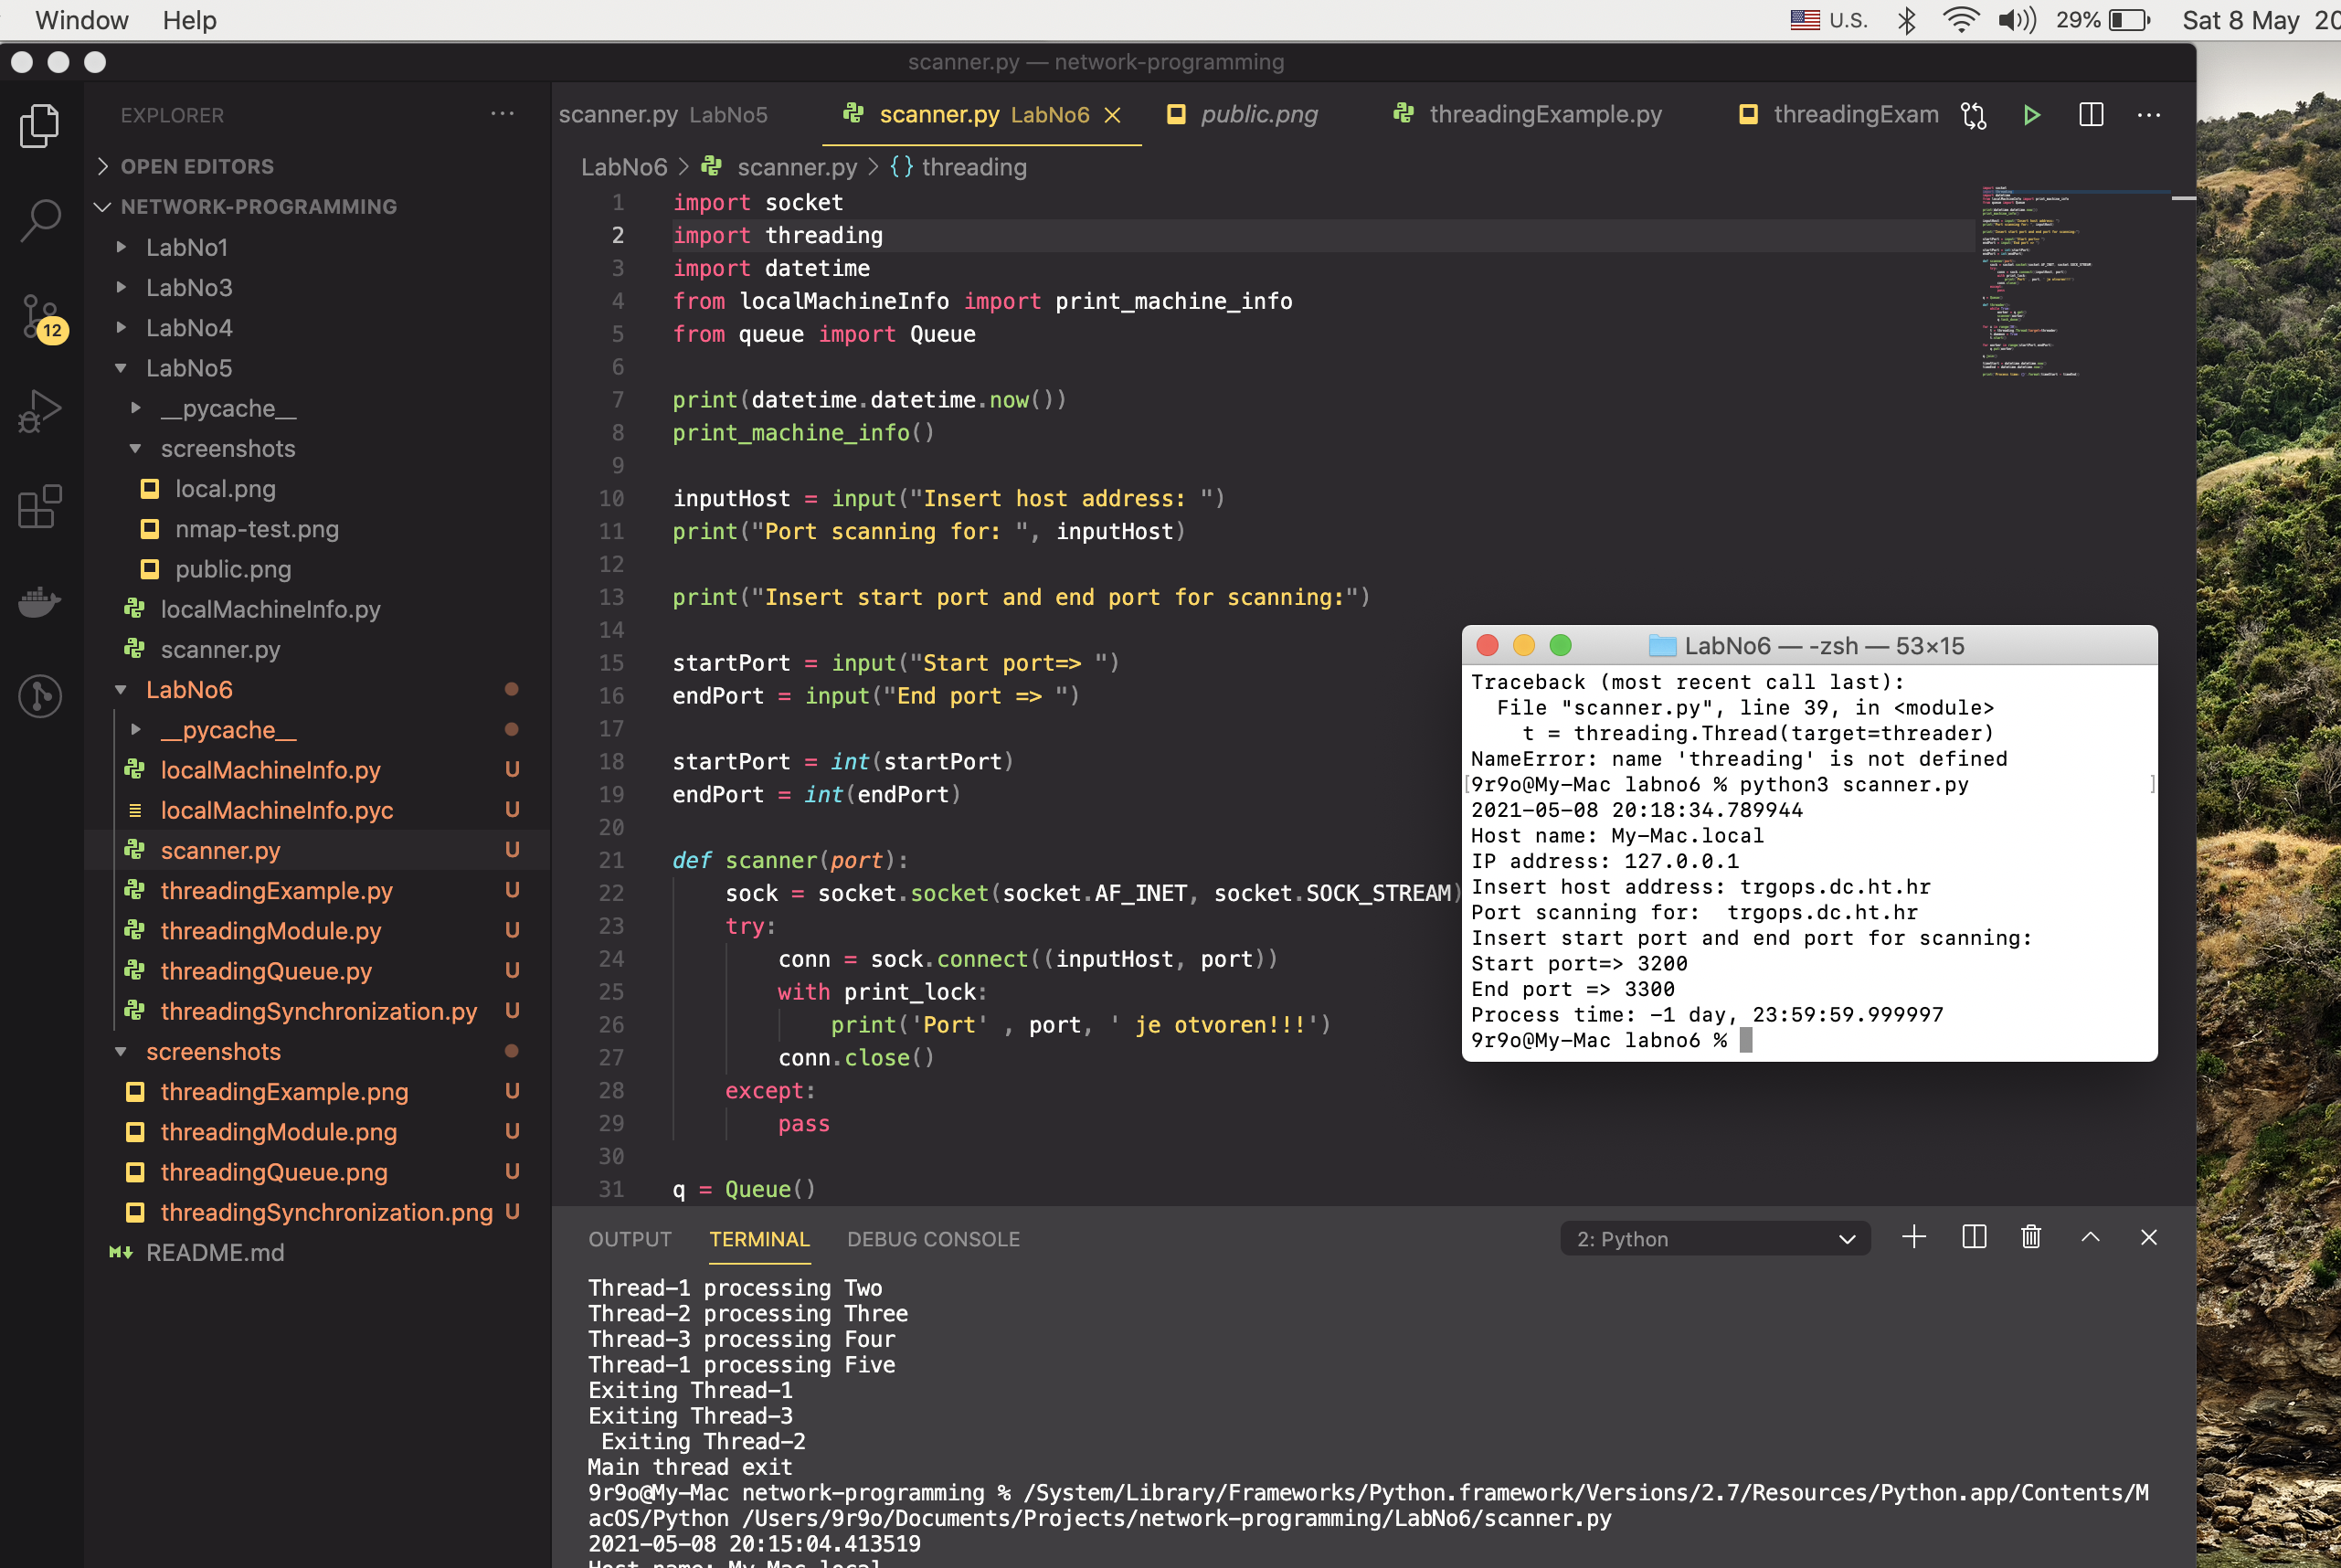 Window Help U.S. 29% Sat 8 May 20
scanner.py — network-programming
EXPLORER
OPEN EDITORS
NETWORK-PROGRAMMING
LabNo1
LabNo3
LabNo4
LabNo5
__pycache__
screenshots
local.png
nmap-test.png
public.png
localMachineInfo.py
scanner.py
LabNo6
__pycache__
localMachineInfo.py U
localMachineInfo.pyc U
scanner.py U
threadingExample.py U
threadingModule.py U
threadingQueue.py U
threadingSynchronization.py U
screenshots
threadingExample.png U
threadingModule.png U
threadingQueue.png U
threadingSynchronization.png U
README.md
12
scanner.py LabNo5 scanner.py LabNo6 public.png threadingExample.py threadingExam
LabNo6 > scanner.py > {} threading
1 import socket
2 import threading
3 import datetime
4 from localMachineInfo import print_machine_info
5 from queue import Queue
6
7 print(datetime.datetime.now())
8 print_machine_info()
9
10 inputHost = input("Insert host address: ")
11 print("Port scanning for: ", inputHost)
12
13 print("Insert start port and end port for scanning:")
14
15 startPort = input("Start port=> ")
16 endPort = input("End port => ")
17
18 startPort = int(startPort)
19 endPort = int(endPort)
20
21 def scanner(port):
22 sock = socket.socket(socket.AF_INET, socket.SOCK_STREAM)
23 try:
24 conn = sock.connect((inputHost, port))
25 with print_lock:
26 print('Port' , port, ' je otvoren!!!')
27 conn.close()
28 except:
29 pass
30
31 q = Queue()
LabNo6 — -zsh — 53×15
Traceback (most recent call last):
File "scanner.py", line 39, in <module>
t = threading.Thread(target=threader)
NameError: name 'threading' is not defined
[9r9o@My-Mac labno6 % python3 scanner.py ]
2021-05-08 20:18:34.789944
Host name: My-Mac.local
IP address: 127.0.0.1
Insert host address: trgops.dc.ht.hr
Port scanning for:  trgops.dc.ht.hr
Insert start port and end port for scanning:
Start port=> 3200
End port => 3300
Process time: -1 day, 23:59:59.999997
9r9o@My-Mac labno6 %
OUTPUT TERMINAL DEBUG CONSOLE 2: Python
Thread-1 processing Two
Thread-2 processing Three
Thread-3 processing Four
Thread-1 processing Five
Exiting Thread-1
Exiting Thread-3
Exiting Thread-2
Main thread exit
9r9o@My-Mac network-programming % /System/Library/Frameworks/Python.framework/Versions/2.7/Resources/Python.app/Contents/M
acOS/Python /Users/9r9o/Documents/Projects/network-programming/LabNo6/scanner.py
2021-05-08 20:15:04.413519
Host name: My-Mac.local